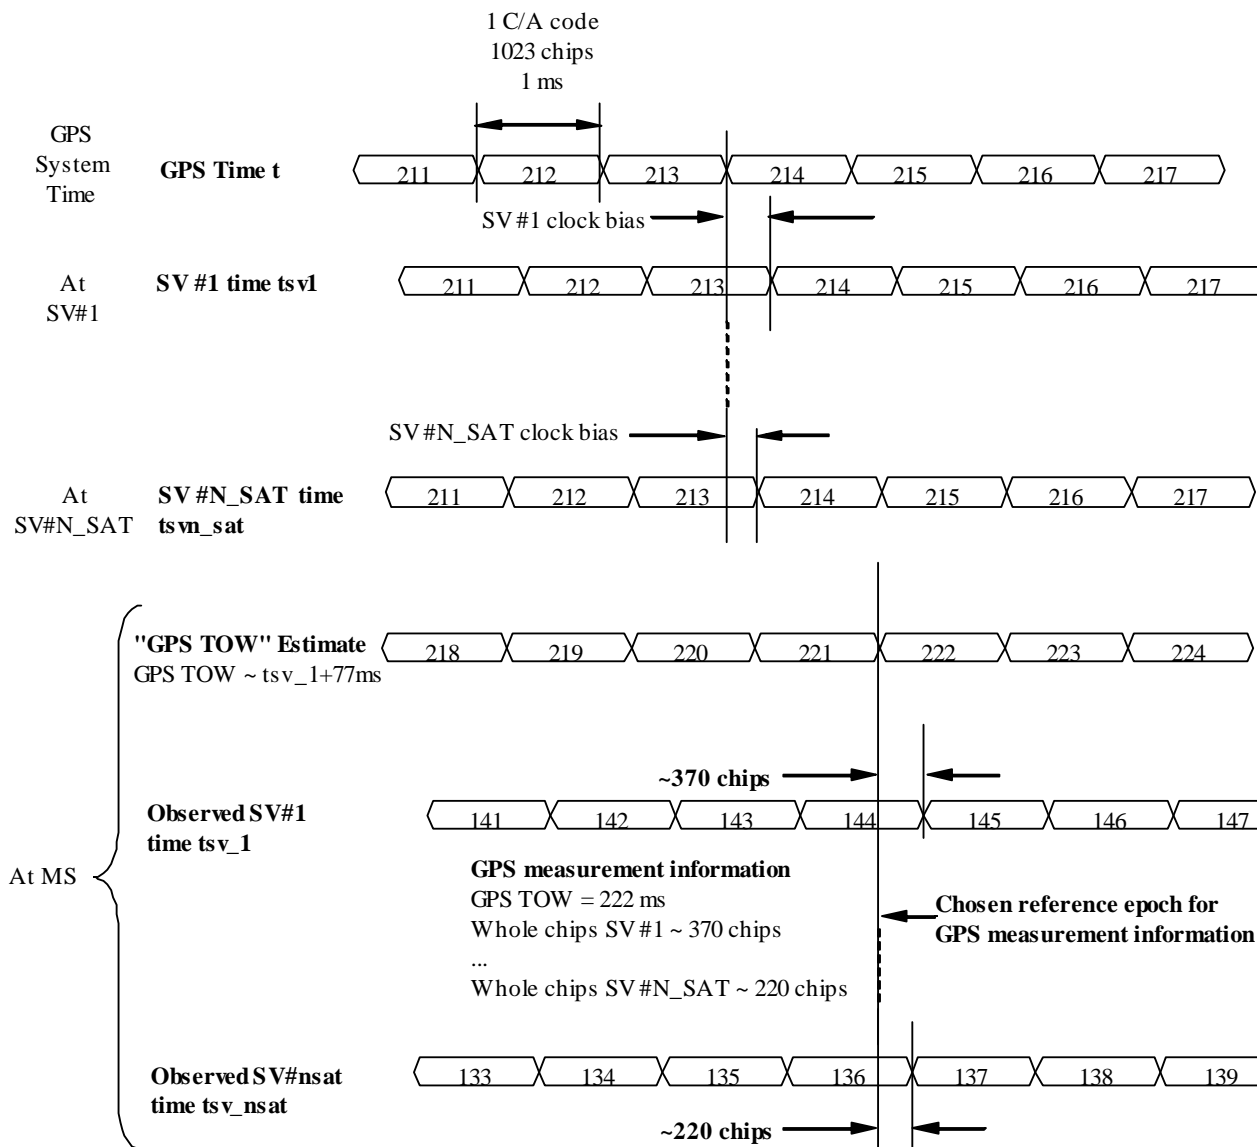 1 C/A code
1023 chips
1 ms
GPS
System
Time
GPS Time t
211 212 213 214 215 216 217
SV #1 clock bias
At
SV#1
SV #1 time tsv1
211 212 213 214 215 216 217
SV #N_SAT clock bias
At
SV#N_SAT
SV #N_SAT time
tsvn_sat
211 212 213 214 215 216 217
"GPS TOW" Estimate
GPS TOW ~ tsv_1+77ms
218 219 220 221 222 223 224
~370 chips
Observed SV#1
time tsv_1
141 142 143 144 145 146 147
At MS
GPS measurement information
GPS TOW = 222 ms
Whole chips SV #1 ~ 370 chips
...
Whole chips SV #N_SAT ~ 220 chips
Chosen reference epoch for
GPS measurement information
Observed SV#nsat
time tsv_nsat
133 134 135 136 137 138 139
~220 chips